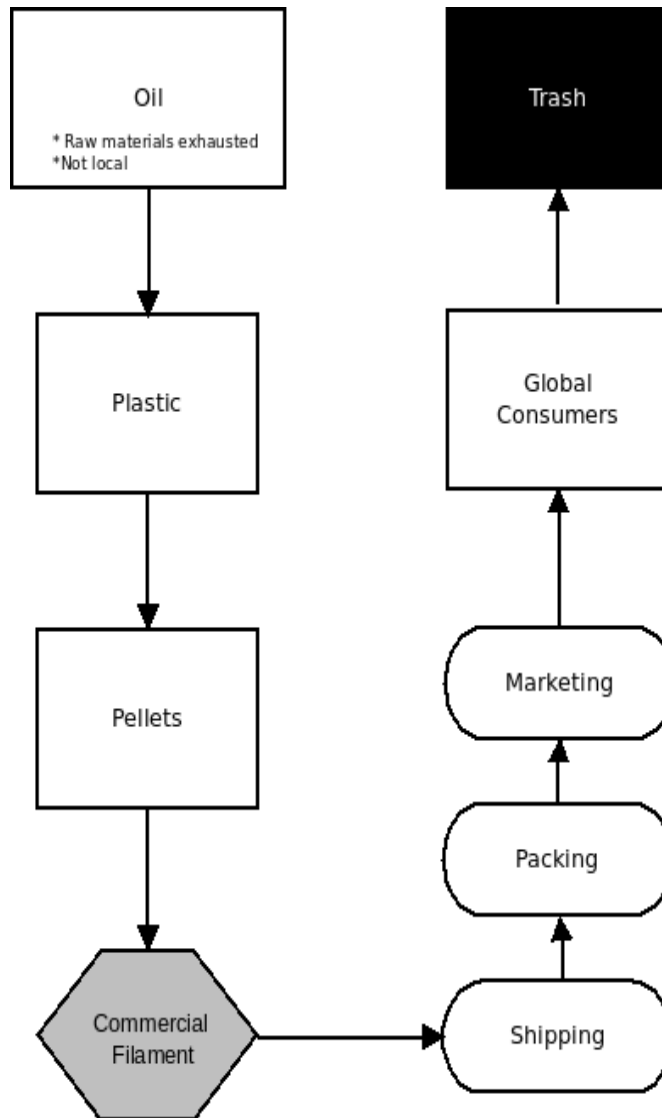 Oil
* Raw materials exhausted
*Not local
Plastic
Pellets
Commercial
Filament
Shipping
Packing
Marketing
Global
Consumers
Trash